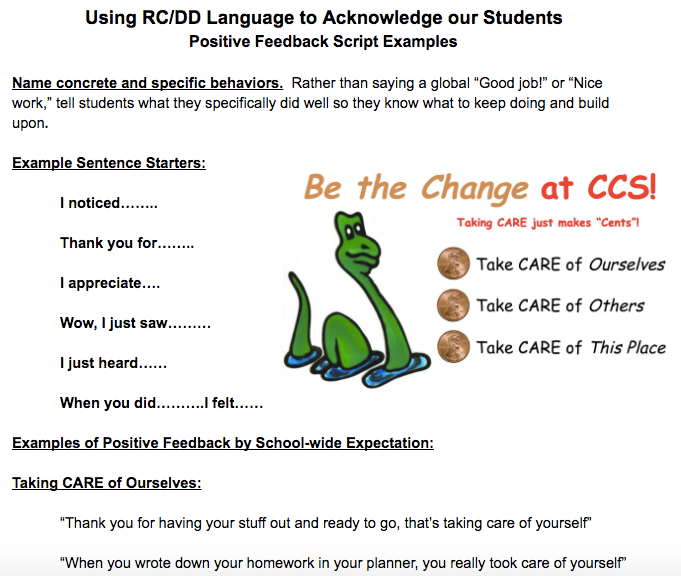 Using RC/DD Language to Acknowledge our Students
Positive Feedback Script Examples
Name concrete and specific behaviors. Rather than saying a global “Good job!” or “Nice
work,” tell students what they specifically did well so they know what to keep doing and build
upon.
Example Sentence Starters:
I noticed……..
Thank you for……..
I appreciate….
Wow, I just saw………
I just heard……
When you did……….I felt……
Be the Change at CCS!
Taking CARE just makes “Cents”!
Take CARE of Ourselves
Take CARE of Others
Take CARE of This Place
Examples of Positive Feedback by School-wide Expectation:
Taking CARE of Ourselves:
“Thank you for having your stuff out and ready to go, that’s taking care of yourself”
“When you wrote down your homework in your planner, you really took care of yourself”